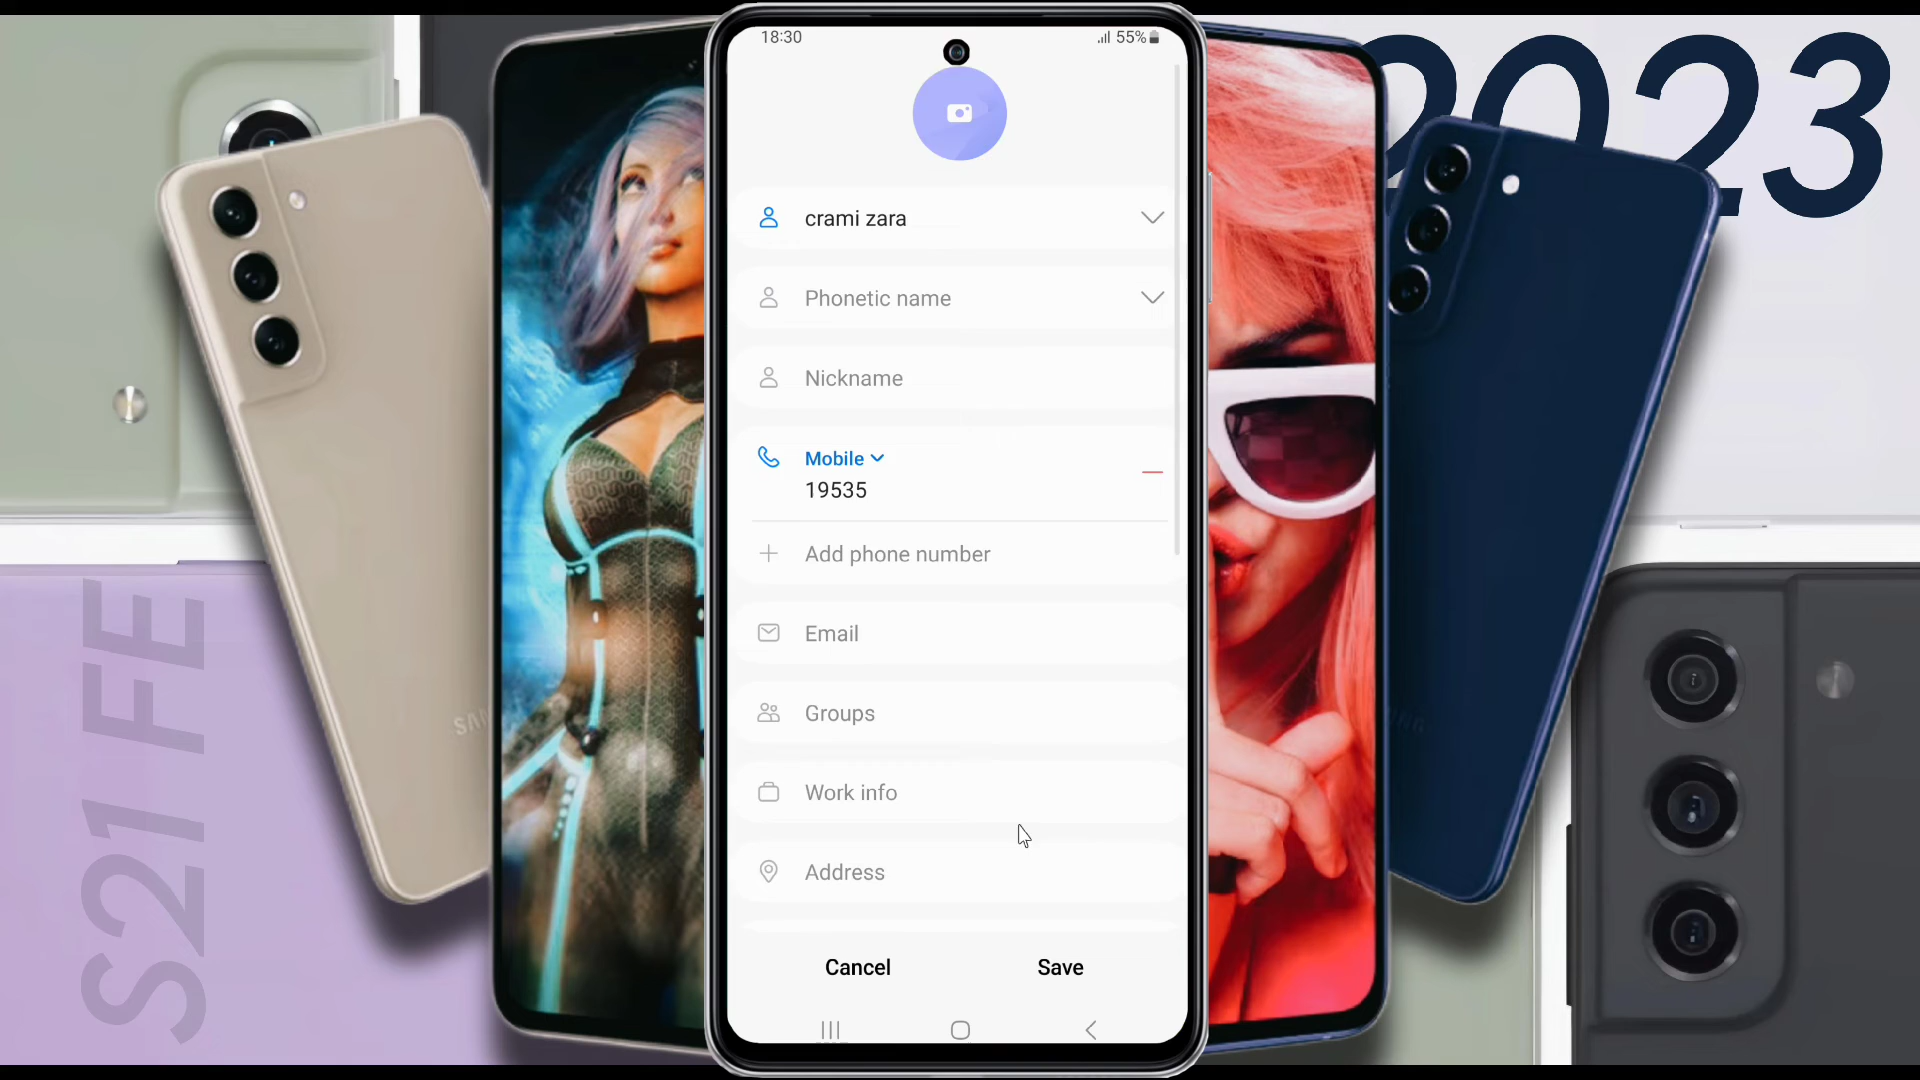 18:30
55%
2023
crami zara
Phonetic name
Nickname
Mobile
19535
Add phone number
Email
Groups
Work info
Address
Cancel
Save
S21 FE